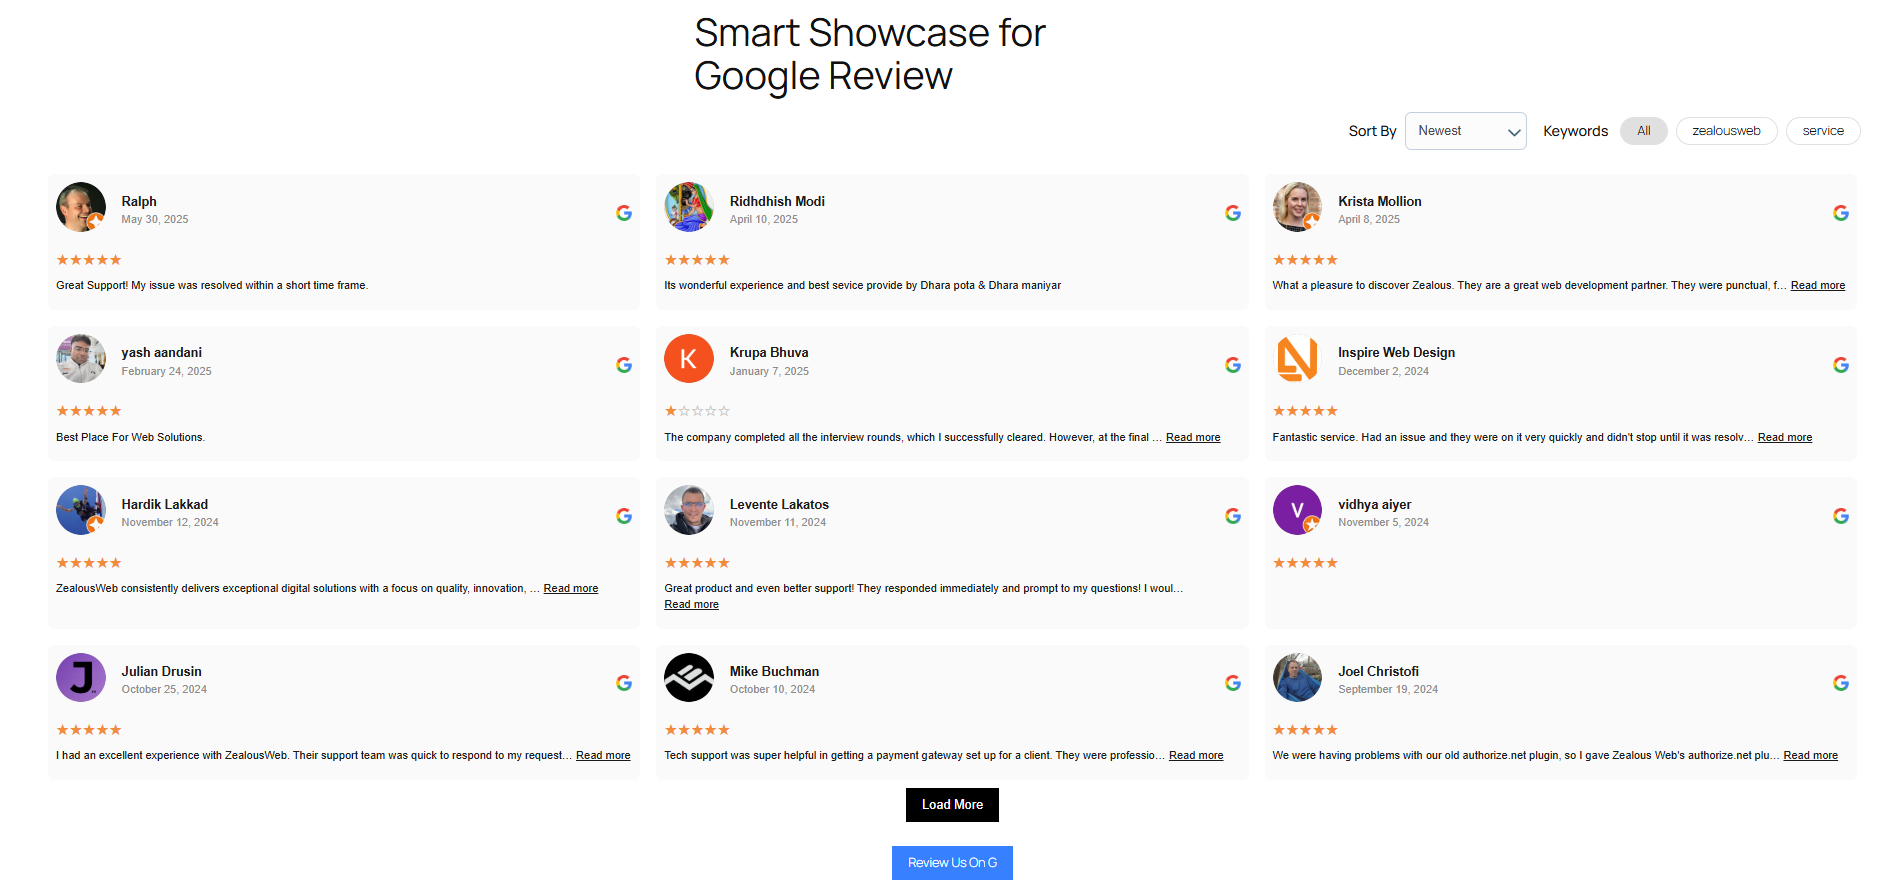 Smart Showcase for
Google Review
Sort By Newest Keywords All zealousweb service
Ralph
May 30, 2025
★★★★★
Great Support! My issue was resolved within a short time frame.
Ridhdhish Modi
April 10, 2025
★★★★★
Its wonderful experience and best sevice provide by Dhara pota & Dhara maniyar
Krista Mollion
April 8, 2025
★★★★★
What a pleasure to discover Zealous. They are a great web development partner. They were punctual, f... Read more
yash aandani
February 24, 2025
★★★★★
Best Place For Web Solutions.
K
Krupa Bhuva
January 7, 2025
★☆☆☆☆
The company completed all the interview rounds, which I successfully cleared. However, at the final ... Read more
Inspire Web Design
December 2, 2024
★★★★★
Fantastic service. Had an issue and they were on it very quickly and didn't stop until it was resolv... Read more
Hardik Lakkad
November 12, 2024
★★★★★
ZealousWeb consistently delivers exceptional digital solutions with a focus on quality, innovation, ... Read more
Levente Lakatos
November 11, 2024
★★★★★
Great product and even better support! They responded immediately and prompt to my questions! I woul...
Read more
v
vidhya aiyer
November 5, 2024
★★★★★
J
Julian Drusin
October 25, 2024
★★★★★
I had an excellent experience with ZealousWeb. Their support team was quick to respond to my request... Read more
Mike Buchman
October 10, 2024
★★★★★
Tech support was super helpful in getting a payment gateway set up for a client. They were professio... Read more
Joel Christofi
September 19, 2024
★★★★★
We were having problems with our old authorize.net plugin, so I gave Zealous Web's authorize.net plu... Read more
Load More
Review Us On G